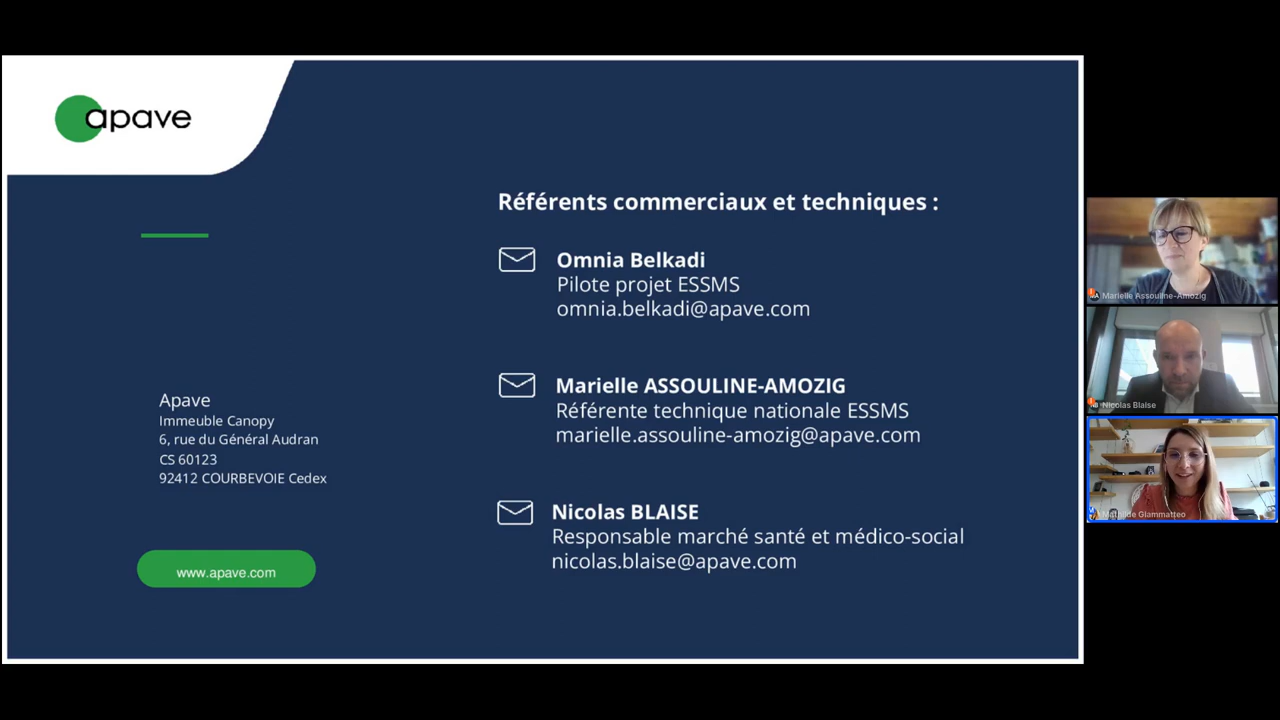 apave
Référents commerciaux et techniques :
Omnia Belkadi
Pilote projet ESSMS
omnia.belkadi@apave.com
Marielle ASSOULINE-AMOZIG
Référente technique nationale ESSMS
marielle.assouline-amozig@apave.com
Nicolas BLAISE
Responsable marché santé et médico-social
nicolas.blaise@apave.com
Apave
Immeuble Canopy
6, rue du Général Audran
CS 60123
92412 COURBEVOIE Cedex
www.apave.com
Marielle Assouline-Amozig
Nicolas Blaise
Mathilde Giammatteo